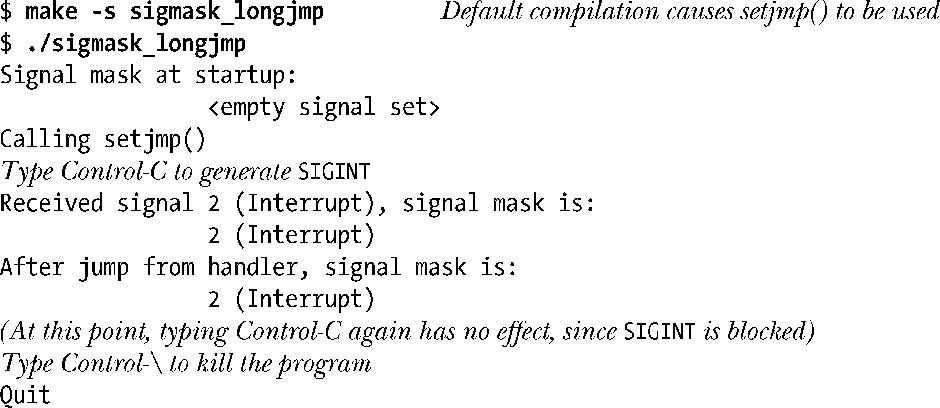 $ make -s sigmask_longjmp Default compilation causes setjmp() to be used
$ ./sigmask_longjmp
Signal mask at startup:
<empty signal set>
Calling setjmp()
Type Control-C to generate SIGINT
Received signal 2 (Interrupt), signal mask is:
2 (Interrupt)
After jump from handler, signal mask is:
2 (Interrupt)
(At this point, typing Control-C again has no effect, since SIGINT is blocked)
Type Control-\ to kill the program
Quit